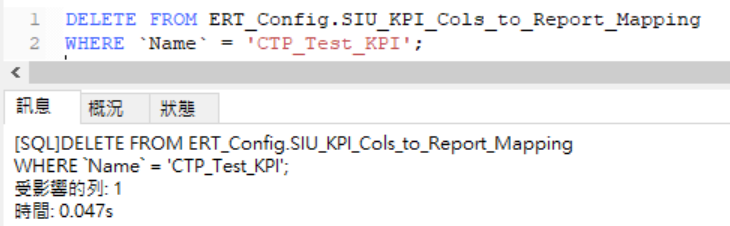 1 DELETE FROM ERT_Config.SIU_KPI_Cols_to_Report_Mapping
2 WHERE `Name` = 'CTP_Test_KPI';
訊息 概況 狀態
[SQL]DELETE FROM ERT_Config.SIU_KPI_Cols_to_Report_Mapping
WHERE `Name` = 'CTP_Test_KPI';
受影響的列: 1
時間: 0.047s